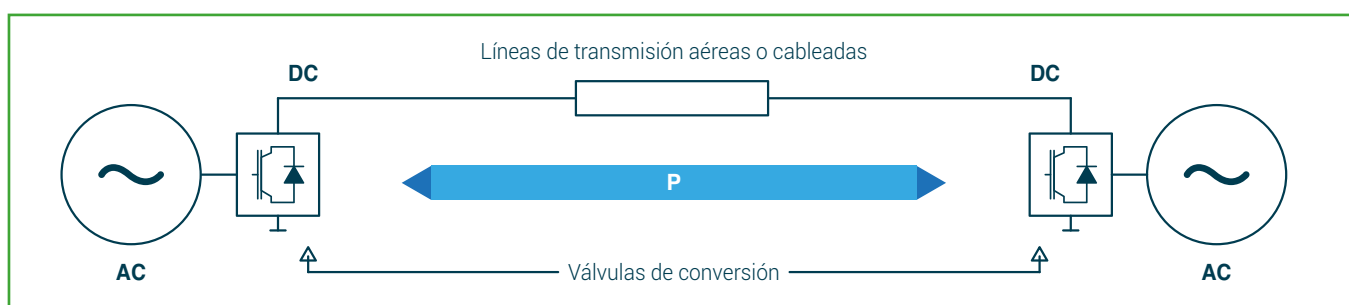 Líneas de transmisión aéreas o cableadas
DC
DC
P
AC
Válvulas de conversión
AC